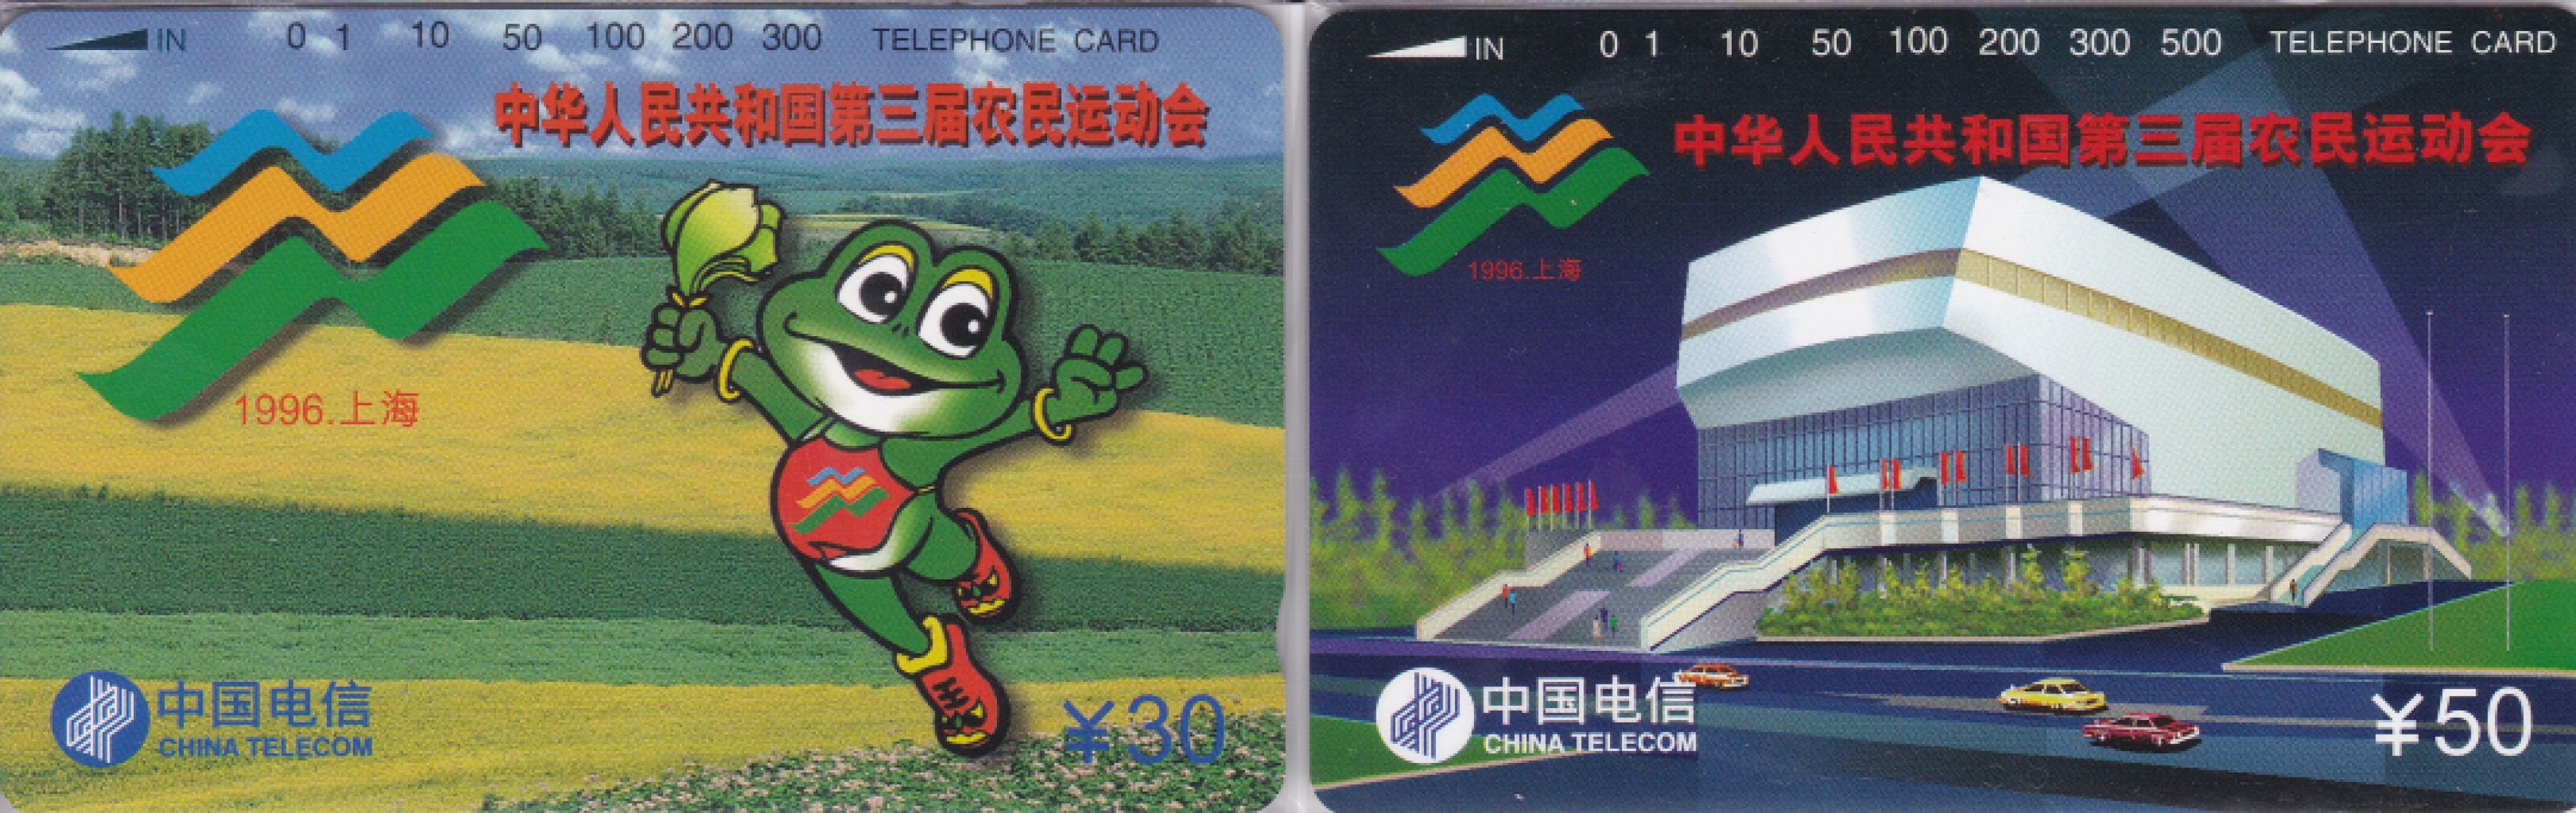 IN 0 1 10 50 100 200 300 TELEPHONE CARD
中华人民共和国第三届农民运动会
1996.上海
中国电信
CHINA TELECOM
¥30
IN 0 1 10 50 100 200 300 500 TELEPHONE CARD
中华人民共和国第三届农民运动会
1996.上海
中国电信
CHINA TELECOM
¥50